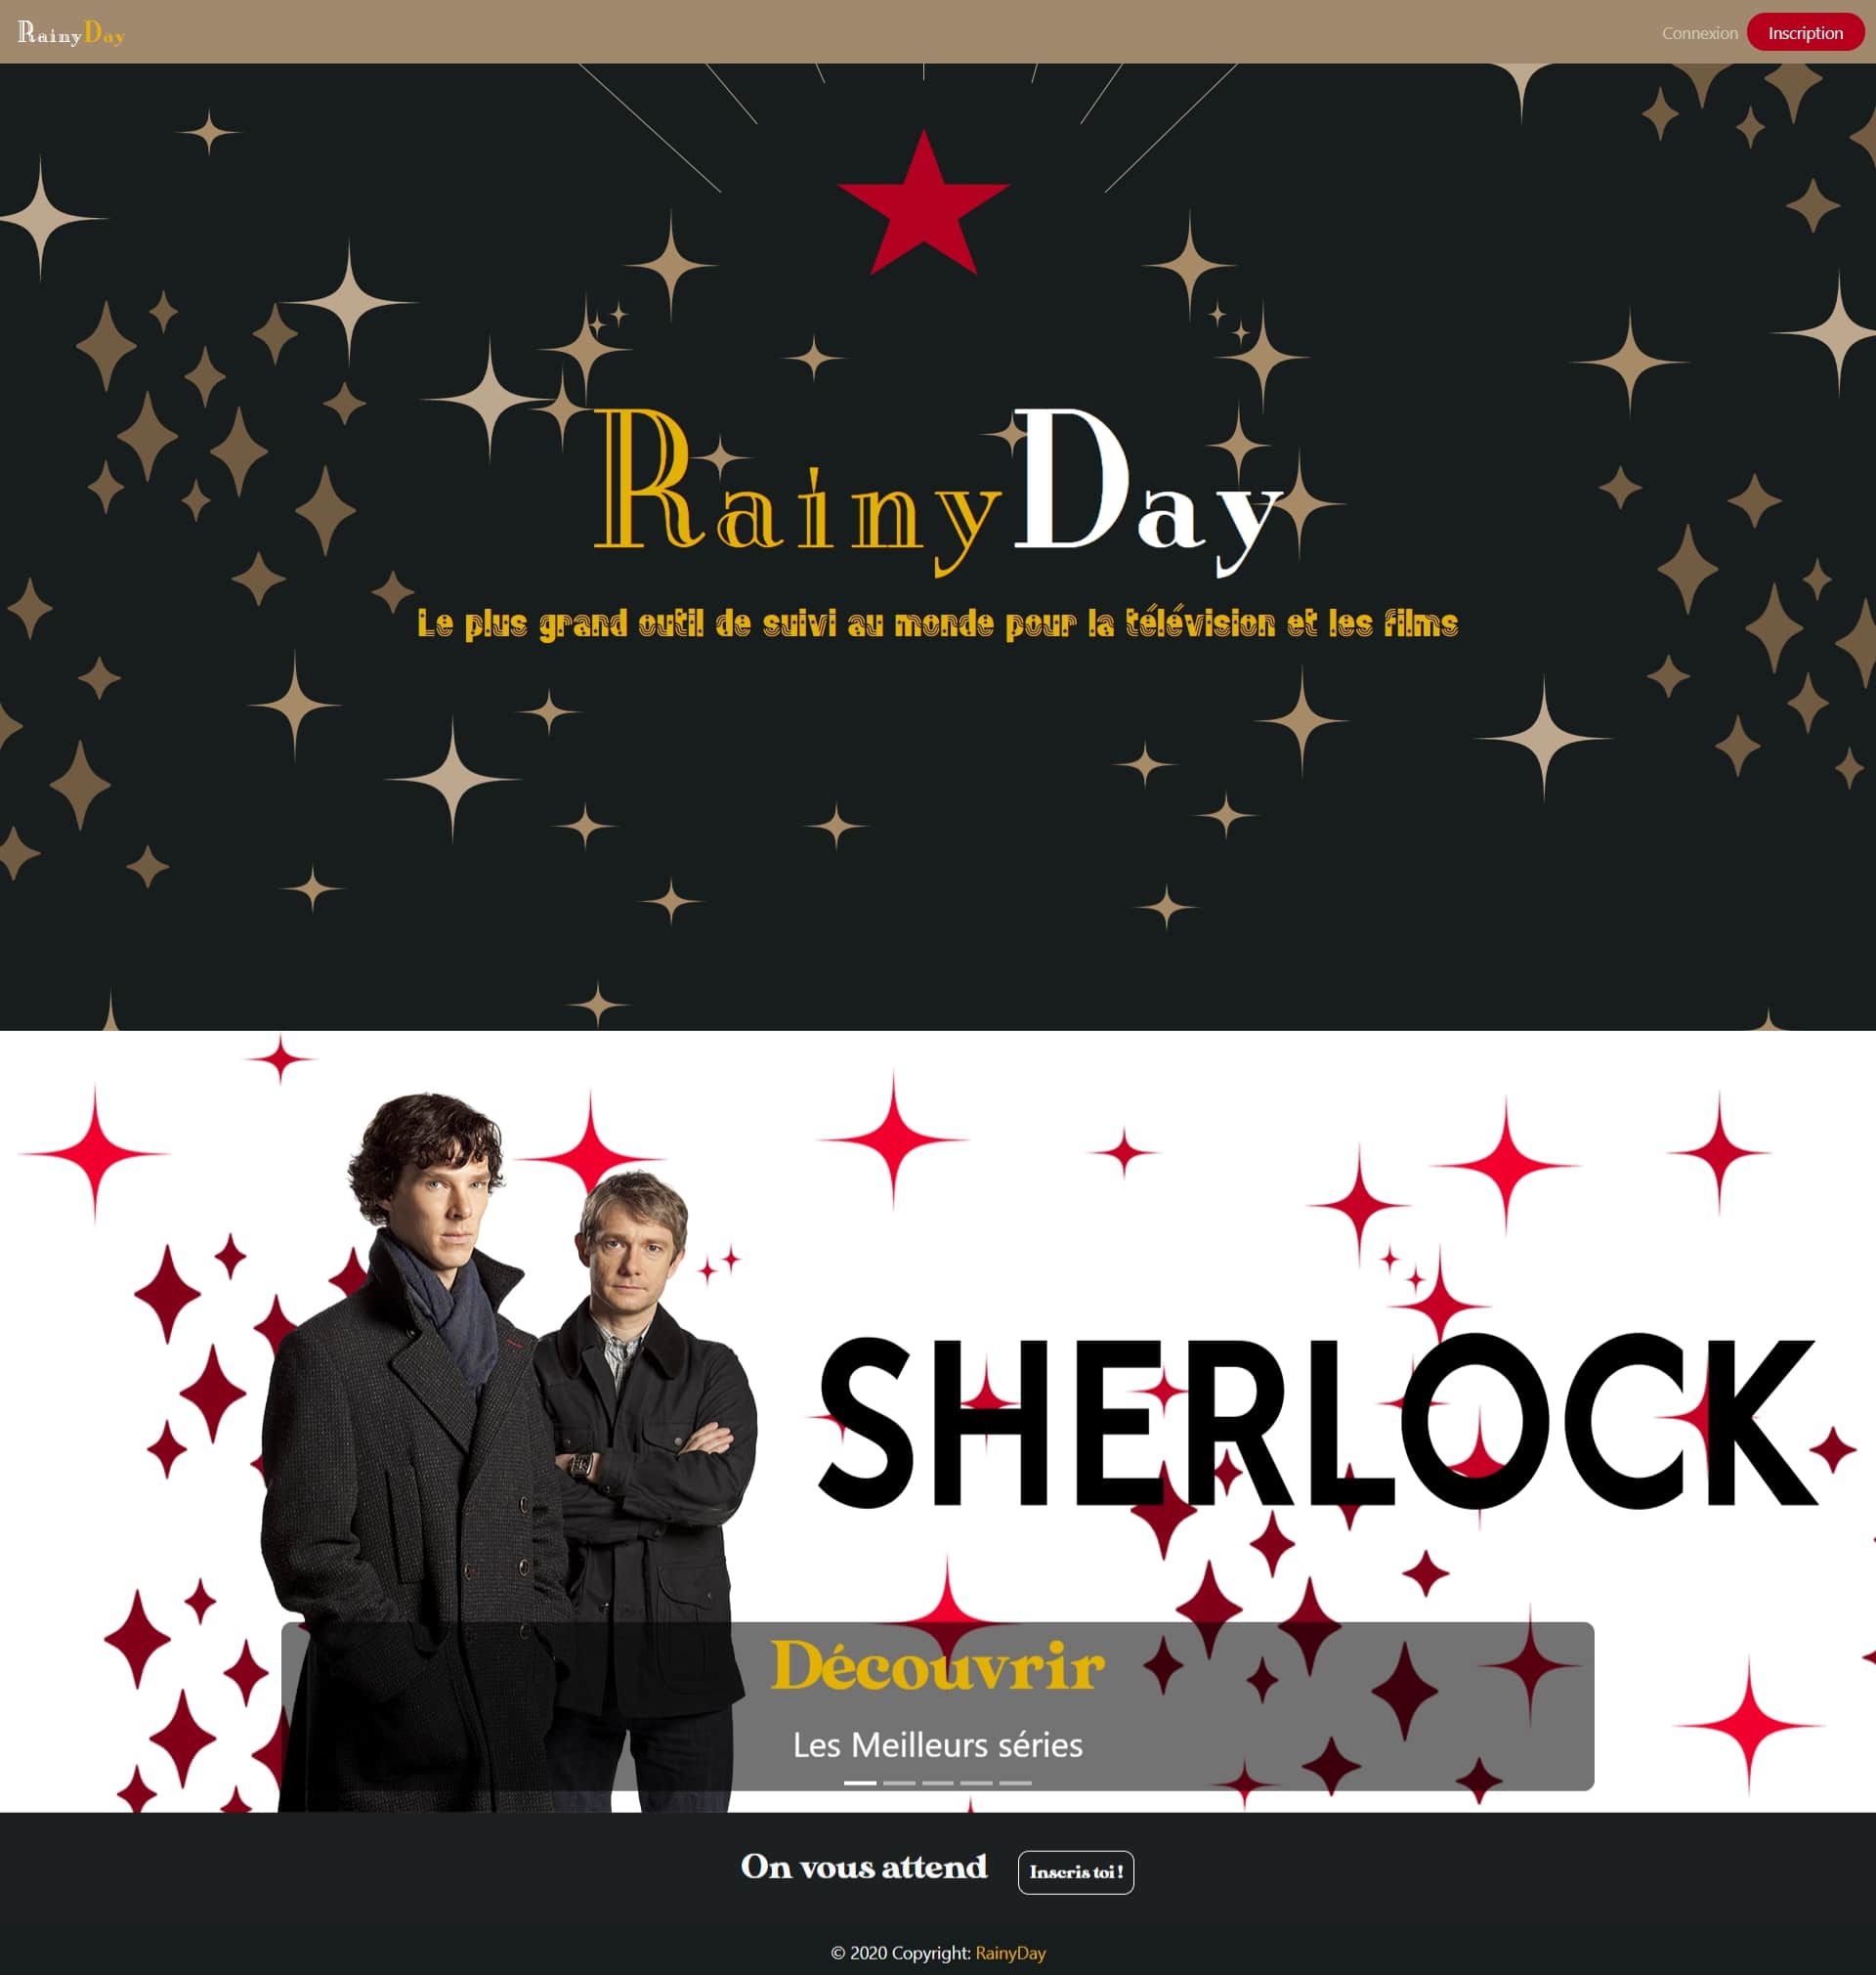 RainyDay
Connexion
Inscription
RainyDay
Le plus grand outil de suivi au monde pour la télévision et les films
SHERLOCK
Découvrir
Les Meilleurs séries
On vous attend
Inscris toi !
© 2020 Copyright: RainyDay